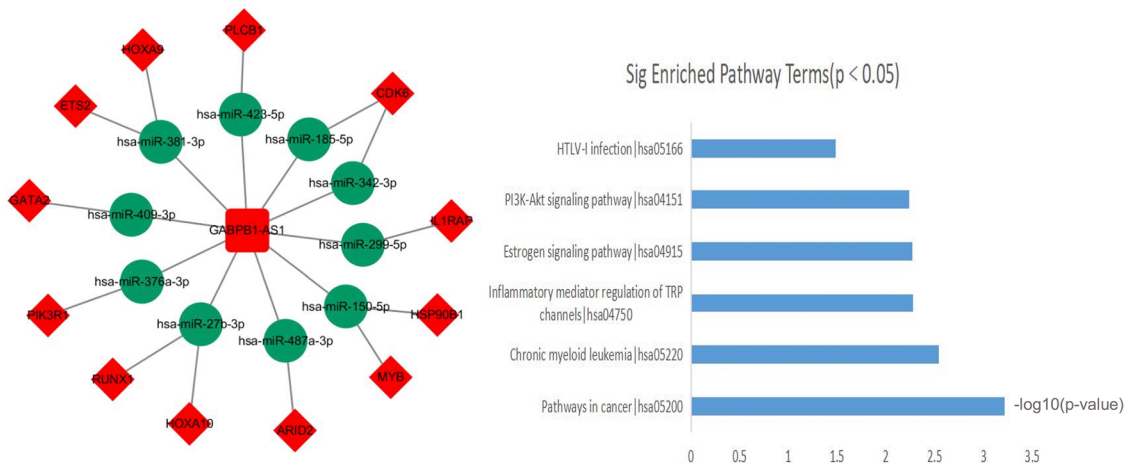 PLCB1
HOXA9
CDK6
ETS2
hsa-miR-423-5p
hsa-miR-185-5p
hsa-miR-381-3p
hsa-miR-342-3p
GATA2
hsa-miR-409-3p
GABPB1-AS1
IL1RAP
hsa-miR-299-5p
hsa-miR-376a-3p
hsa-miR-150-5p
PIK3R1
hsa-miR-27b-3p
HSP90B1
hsa-miR-487a-3p
RUNX1
MYB
HOXA10
ARID2
Sig Enriched Pathway Terms(p < 0.05)
HTLV-I infection|hsa05166
PI3K-Akt signaling pathway|hsa04151
Estrogen signaling pathway|hsa04915
Inflammatory mediator regulation of TRP
channels|hsa04750
Chronic myeloid leukemia|hsa05220
Pathways in cancer|hsa05200
-log10(p-value)
0 0.5 1 1.5 2 2.5 3 3.5